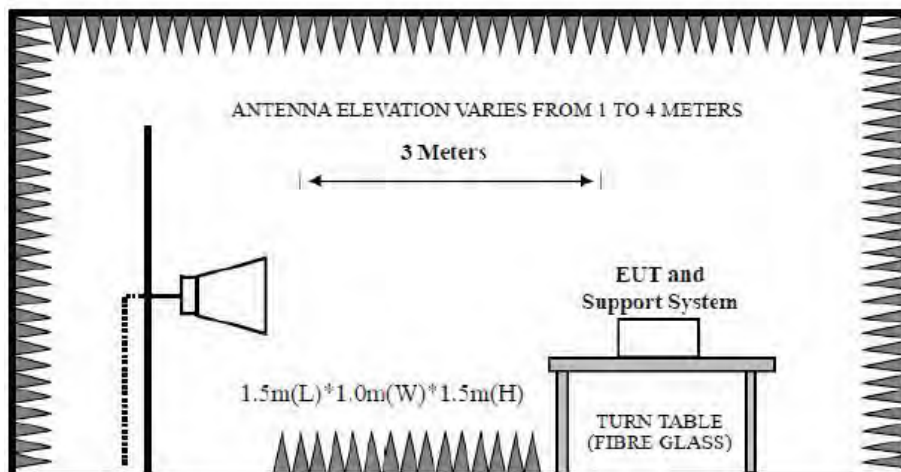 ANTENNA ELEVATION VARIES FROM 1 TO 4 METERS
3 Meters
EUT and
Support System
1.5m(L)*1.0m(W)*1.5m(H)
TURN TABLE
(FIBRE GLASS)